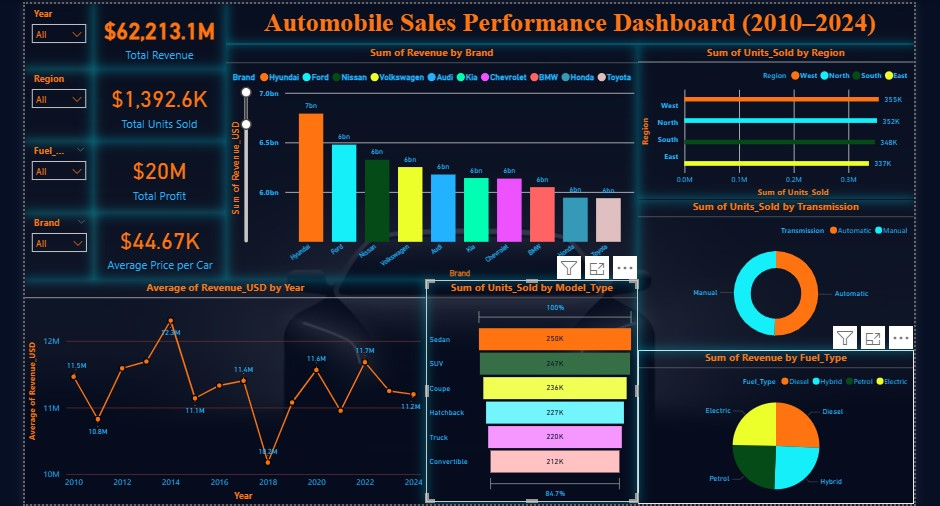 Automobile Sales Performance Dashboard (2010–2024)
Year
All
Region
All
Fuel_...
All
Brand
All
$62,213.1M
Total Revenue
$1,392.6K
Total Units Sold
$20M
Total Profit
$44.67K
Average Price per Car
Sum of Revenue by Brand
Brand Hyundai Ford Nissan Volkswagen Audi Kia Chevrolet BMW Honda Toyota
Sum of Revenue_USD
7.0bn
6.5bn
6.0bn
7bn 6bn 6bn 6bn 6bn 6bn 6bn 6bn 6bn 6bn
Hyundai Ford Nissan Volkswagen Audi Kia Chevrolet BMW Honda Toyota
Brand
Sum of Units_Sold by Region
Region West North South East
Region
West 355K
North 352K
South 348K
East 337K
0.0M 0.1M 0.2M 0.3M
Sum of Units_Sold
Sum of Units_Sold by Transmission
Transmission Automatic Manual
Manual Automatic
Average of Revenue_USD by Year
Average of Revenue_USD
12M
11M
10M
11.5M
10.8M
12.3M
11.1M
11.4M
10.2M
11.6M
11.7M
11.2M
2010 2012 2014 2016 2018 2020 2022 2024
Year
Sum of Units_Sold by Model_Type
100%
Sedan 250K
SUV 247K
Coupe 236K
Hatchback 227K
Truck 220K
Convertible 212K
84.7%
Sum of Revenue by Fuel_Type
Fuel_Type Diesel Hybrid Petrol Electric
Electric Diesel
Petrol Hybrid